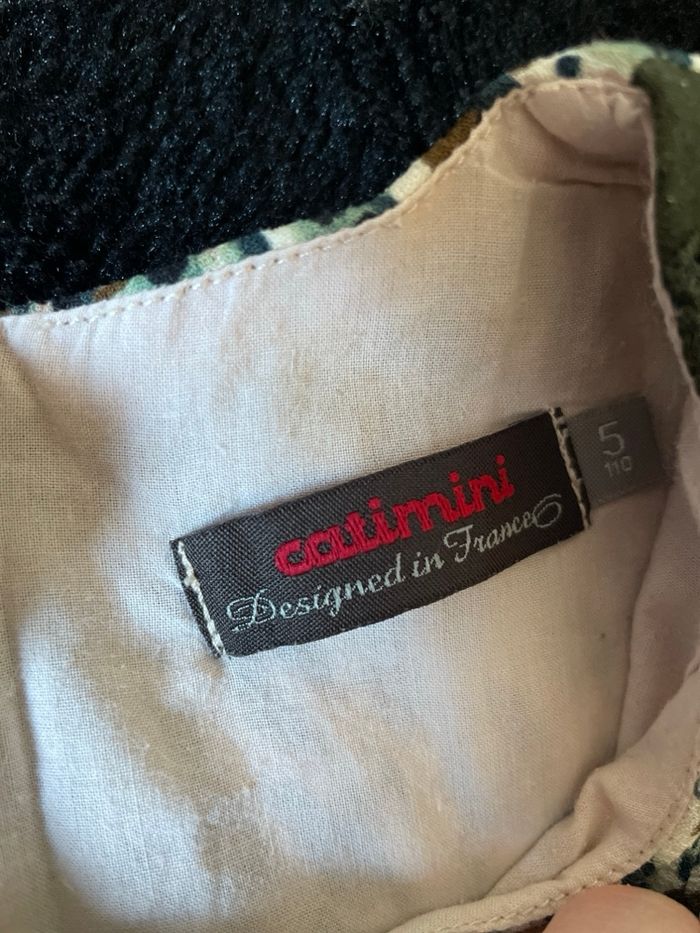 catimini
Designed in France
5
110